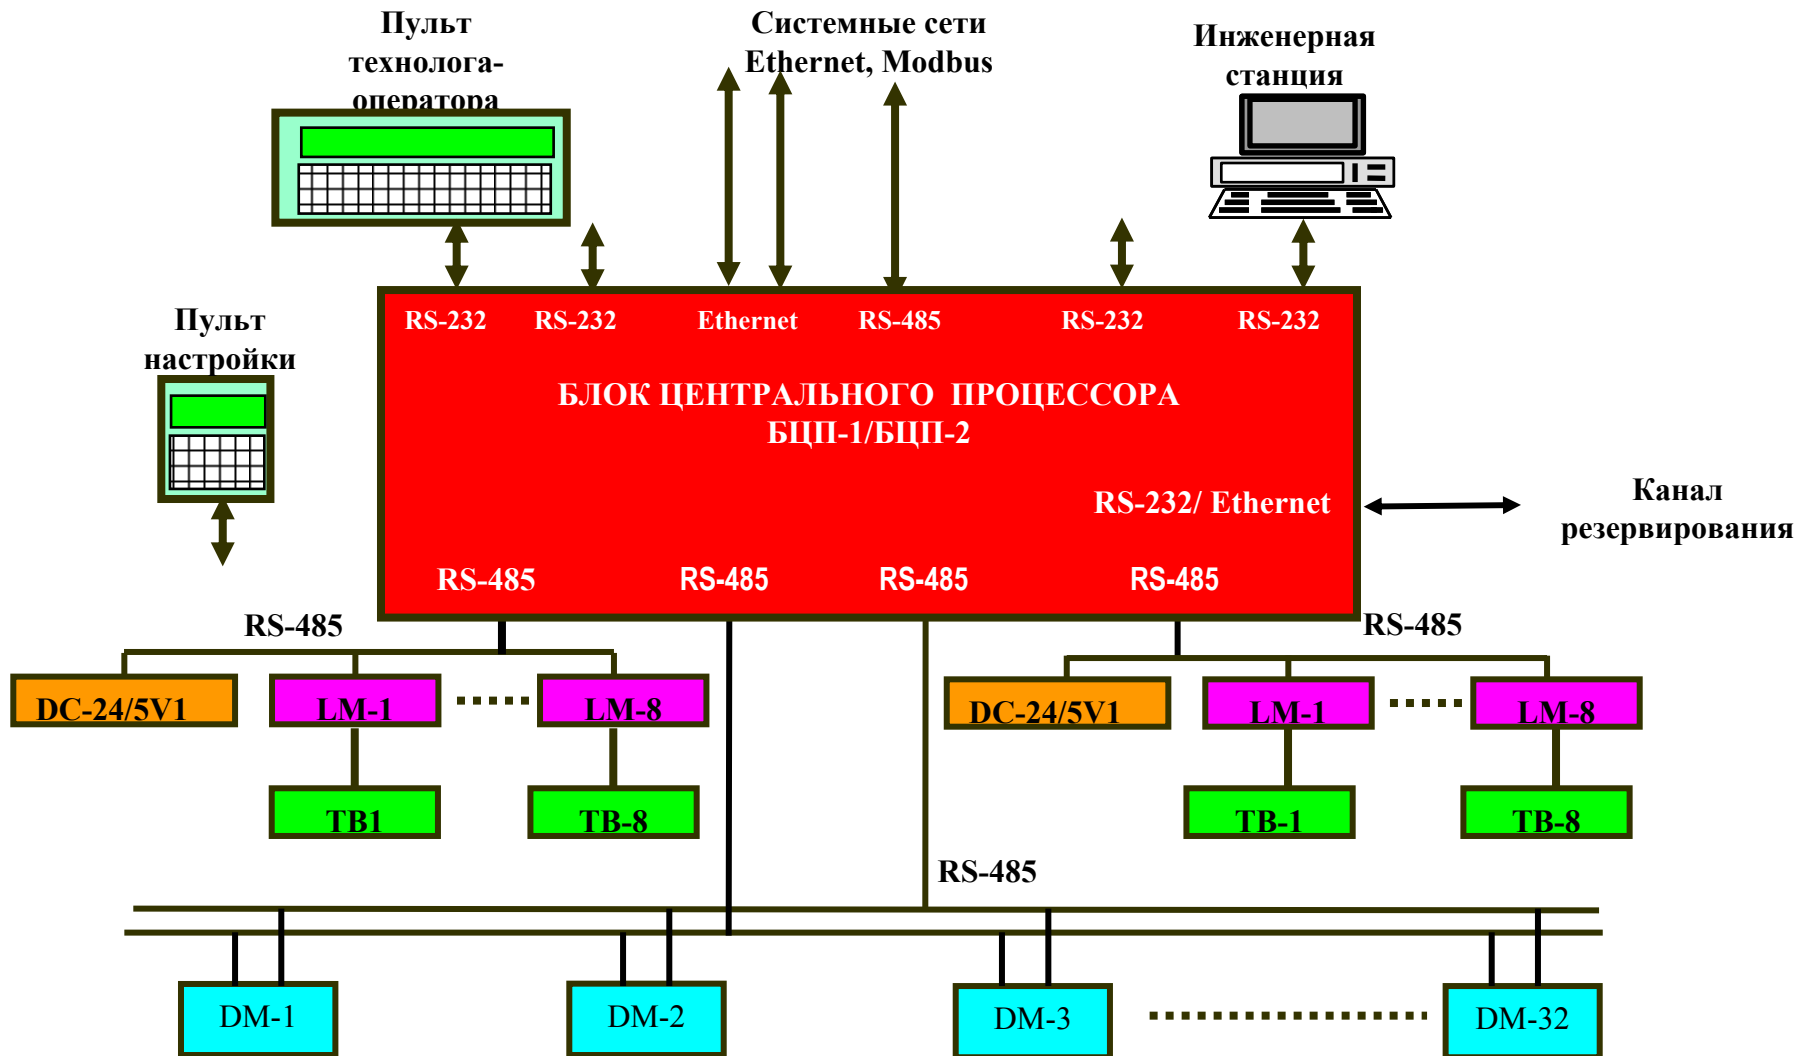 Пульт
технолога-
оператора
Системные сети
Ethernet, Modbus
Инженерная
станция
RS-232
RS-232
Ethernet
RS-485
RS-232
RS-232
Пульт
настройки
БЛОК ЦЕНТРАЛЬНОГО ПРОЦЕССОРА
БЦП-1/БЦП-2
RS-232/ Ethernet
Канал
резервирования
RS-485
RS-485
RS-485
RS-485
RS-485
RS-485
DC-24/5V1
LM-1
LM-8
DC-24/5V1
LM-1
LM-8
TB1
TB-8
TB-1
TB-8
RS-485
DM-1
DM-2
DM-3
DM-32